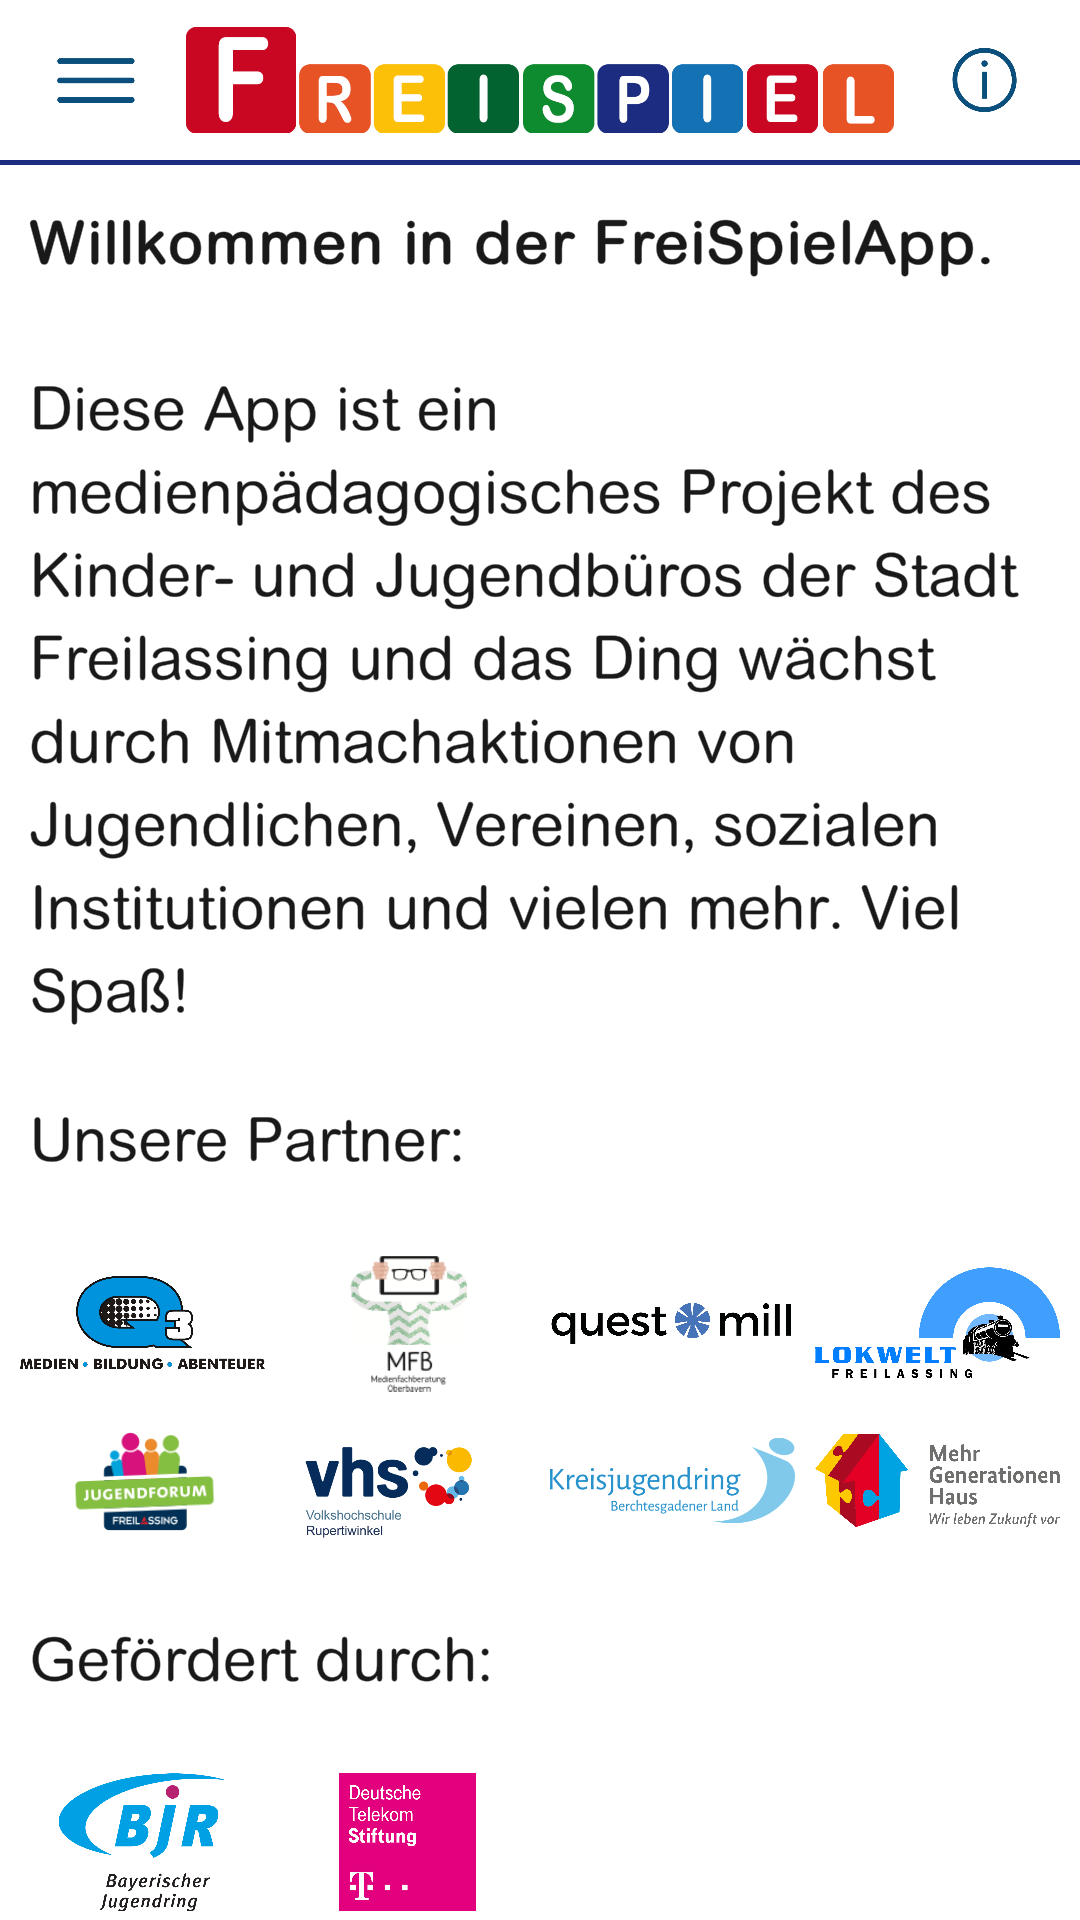 FREISPIEL
Willkommen in der FreiSpielApp.
Diese App ist ein
medienpädagogisches Projekt des
Kinder- und Jugendbüros der Stadt
Freilassing und das Ding wächst
durch Mitmachaktionen von
Jugendlichen, Vereinen, sozialen
Institutionen und vielen mehr. Viel
Spaß!
Unsere Partner:
Q3
MEDIEN • BILDUNG • ABENTEUER
MFB
Medienfachberatung
Oberbayern
quest mill
LOKWELT
FREILASSING
JUGENDFORUM
FREILASSING
vhs
Volkshochschule
Rupertiwinkel
Kreisjugendring
Berchtesgadener Land
Mehr
Generationen
Haus
Wir leben Zukunft vor
Gefördert durch:
BJR
Bayerischer
Jugendring
Deutsche
Telekom
Stiftung
T